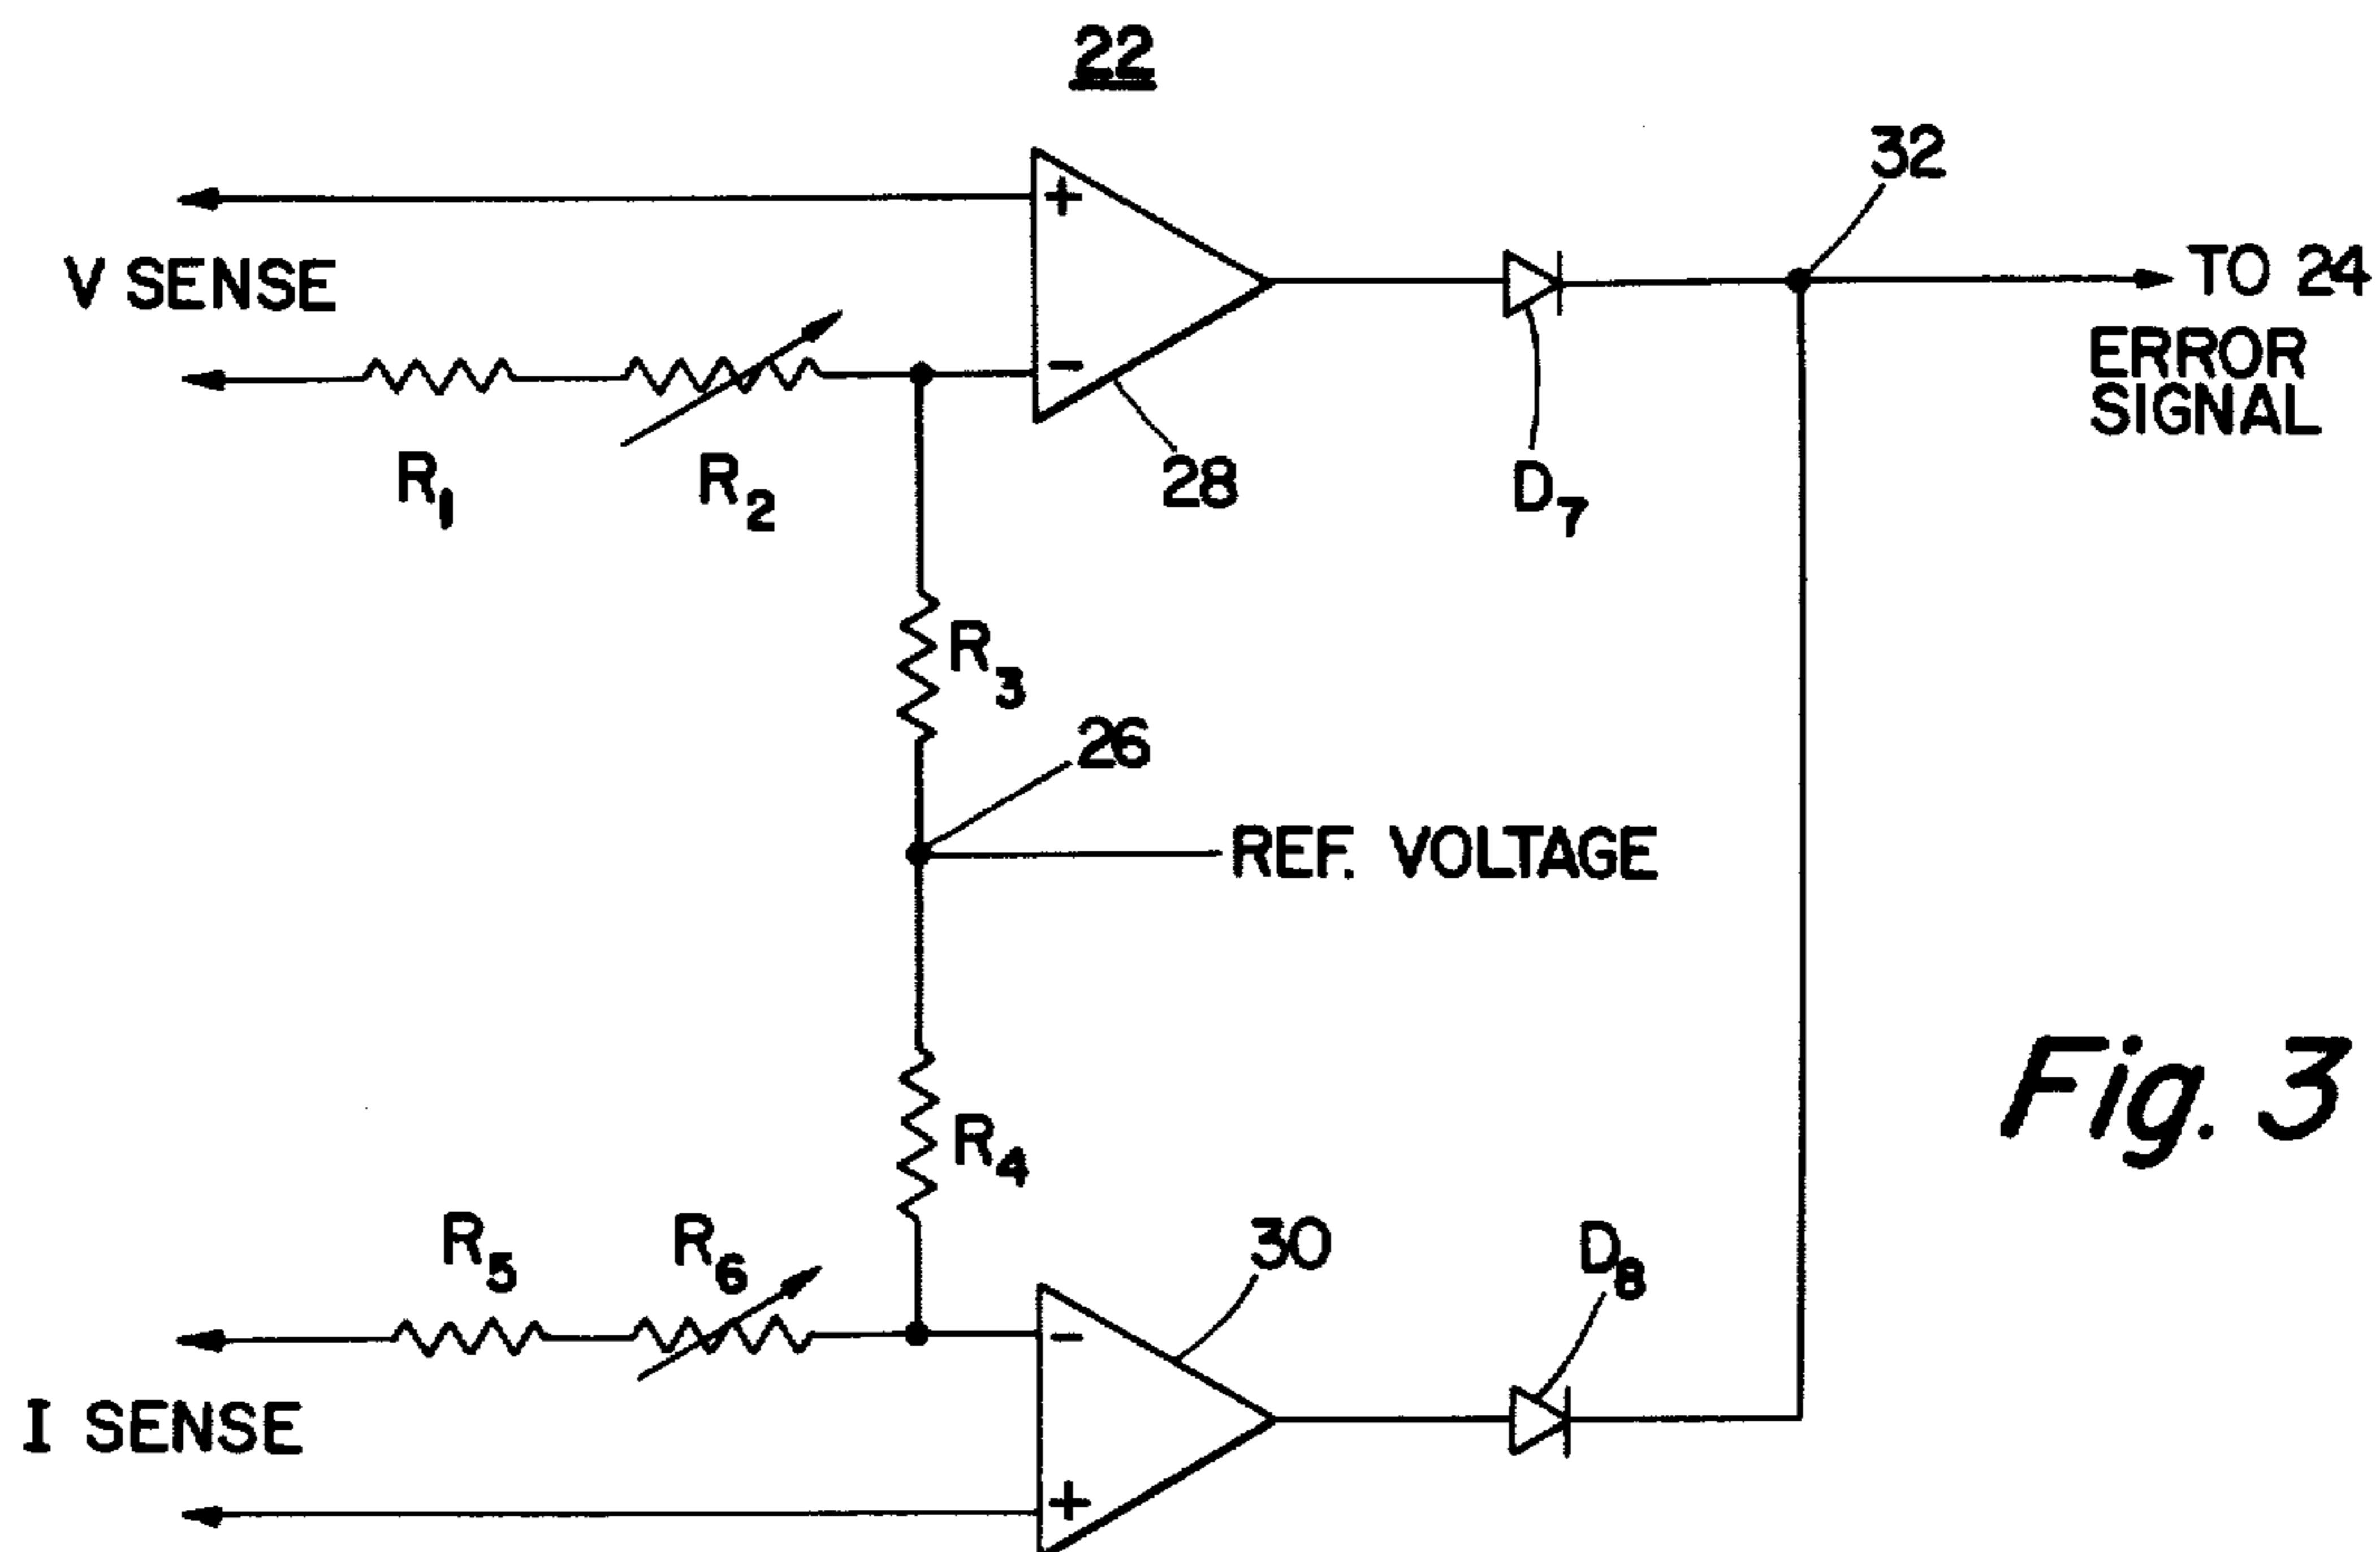 22
+
32
V SENSE
TO 24
ERROR
SIGNAL
-
R1
R2
28
D7
R3
26
REF. VOLTAGE
Fig. 3
R4
R5
R6
30
D8
-
I SENSE
+